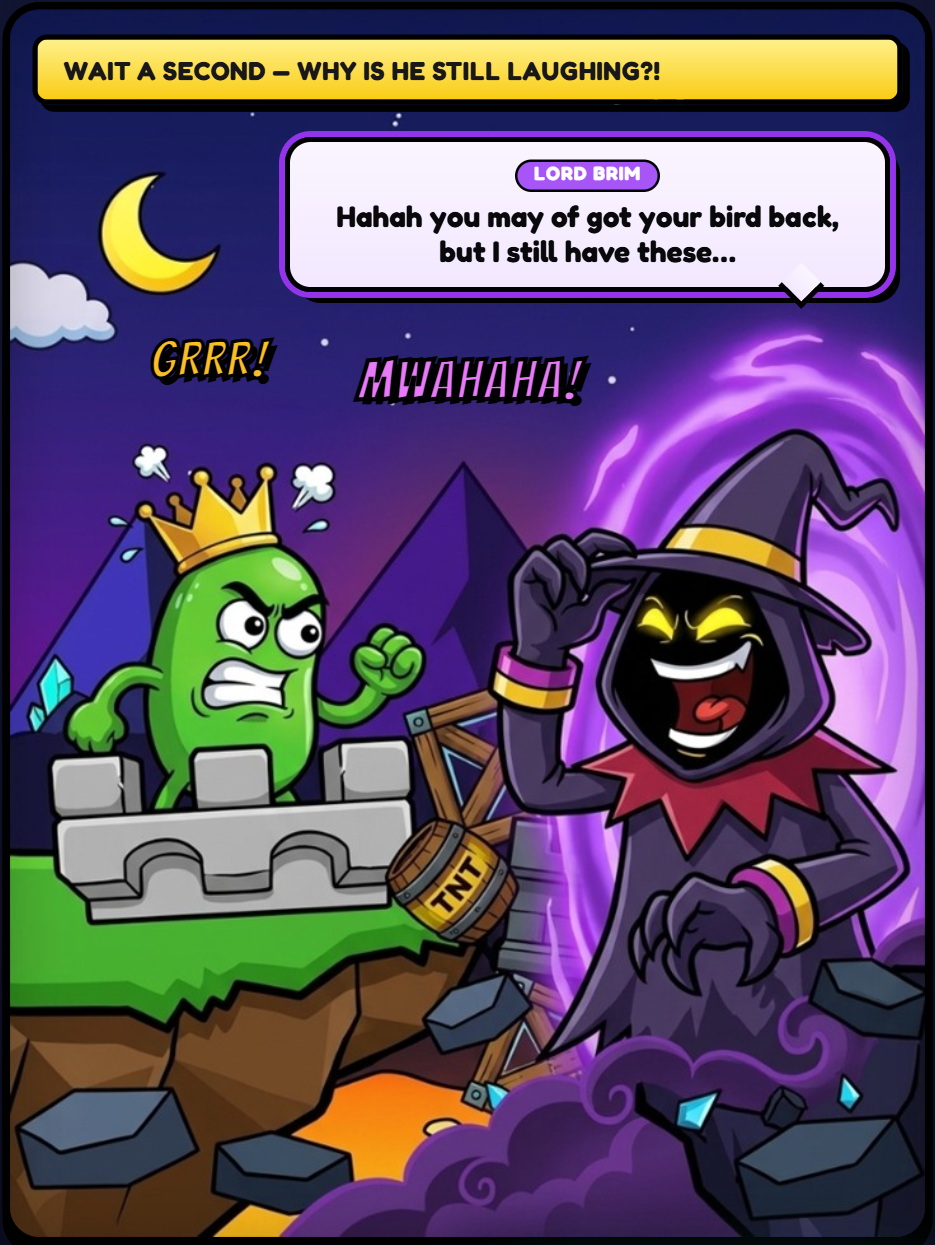 WAIT A SECOND — WHY IS HE STILL LAUGHING?!
LORD BRIM
Hahah you may of got your bird back,
but I still have these...
GRRR!
MWAHAHA!
TNT